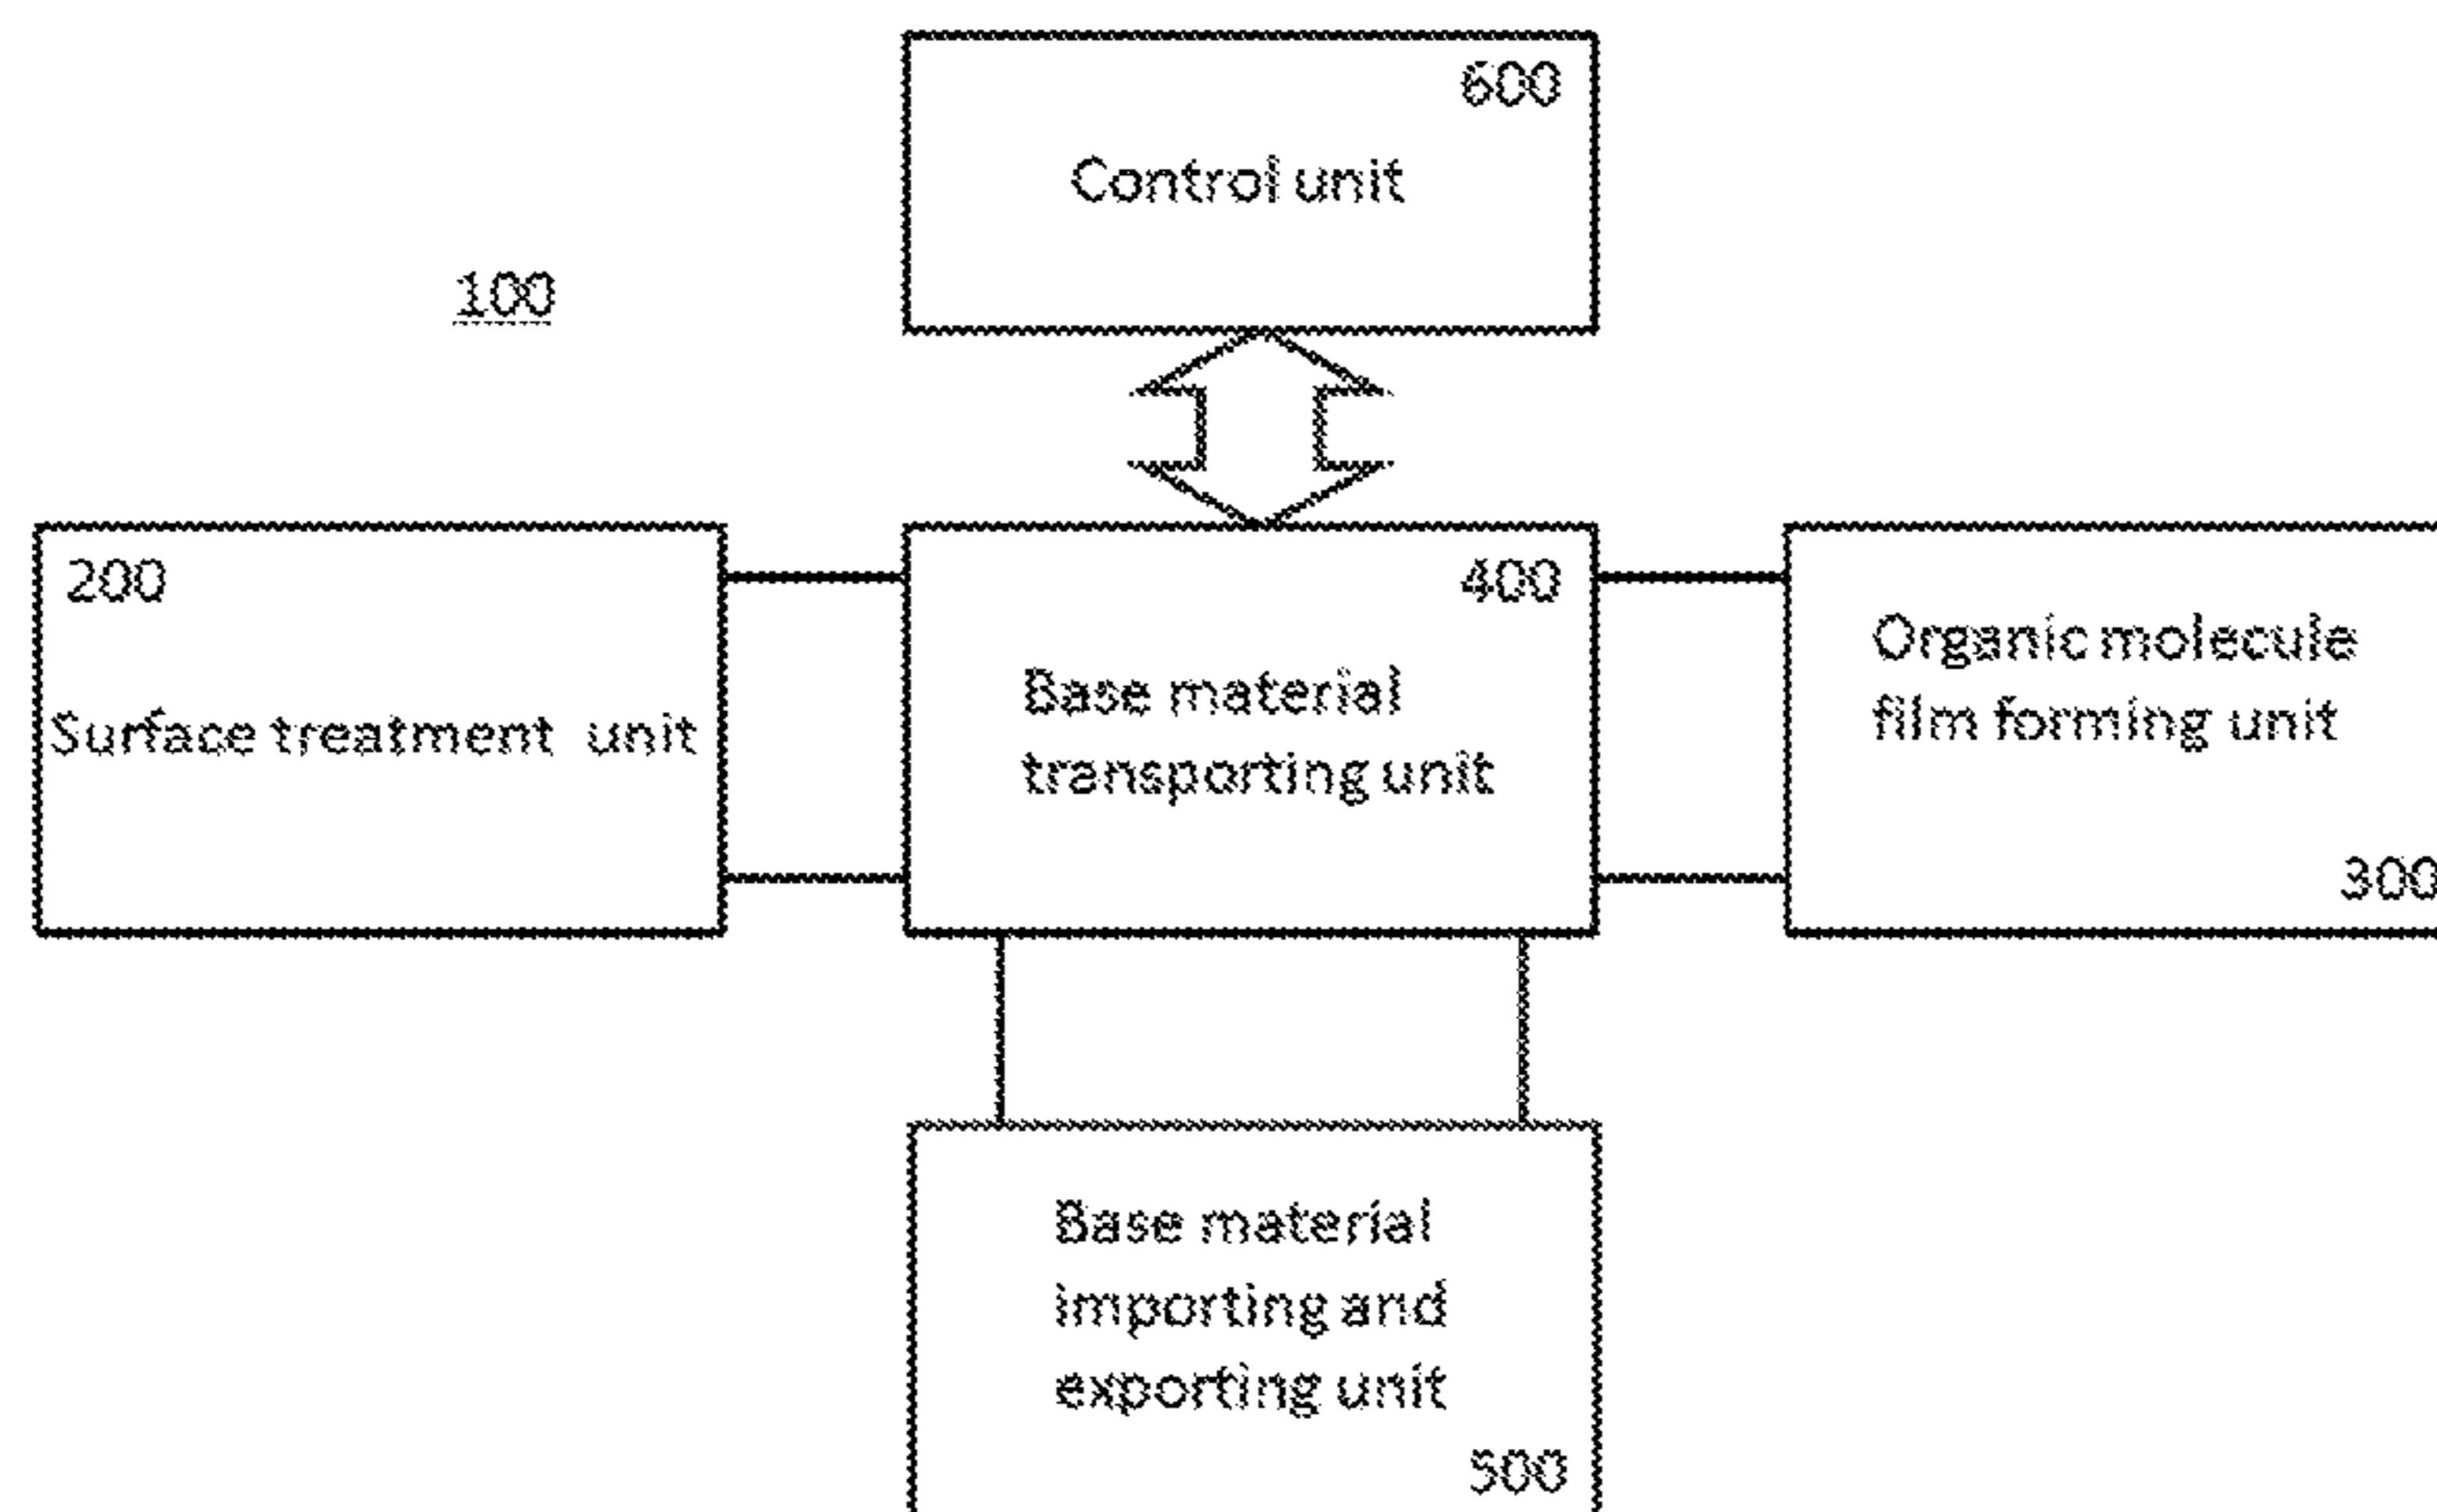 600
Control unit
100
200
Surface treatment unit
400
Base material
transporting unit
Organic molecule
film forming unit
300
Base material
importing and
exporting unit
500